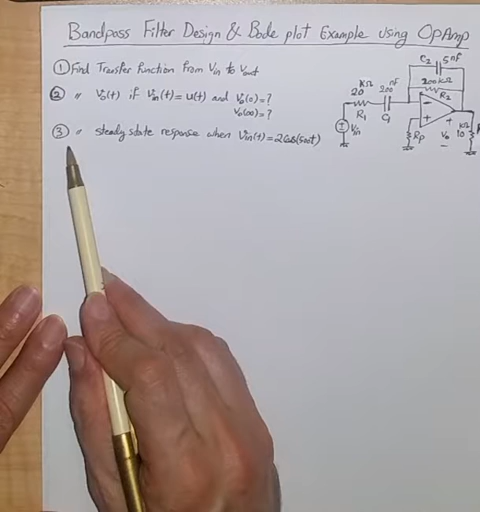 Bandpass Filter Design & Bode plot Example using OpAmp
① Find Transfer function from Vin to Vout
② " Vo(t) if Vin(t) = u(t) and Vo(0) = ?
Vo(∞) = ?
③ " steady state response when Vin(t) = 2Cos(500t)
C2 5nF
200kΩ
R2
20 KΩ
R1
200 nF
C1
Vin
- +
Rp
+ Vo -
KΩ 10